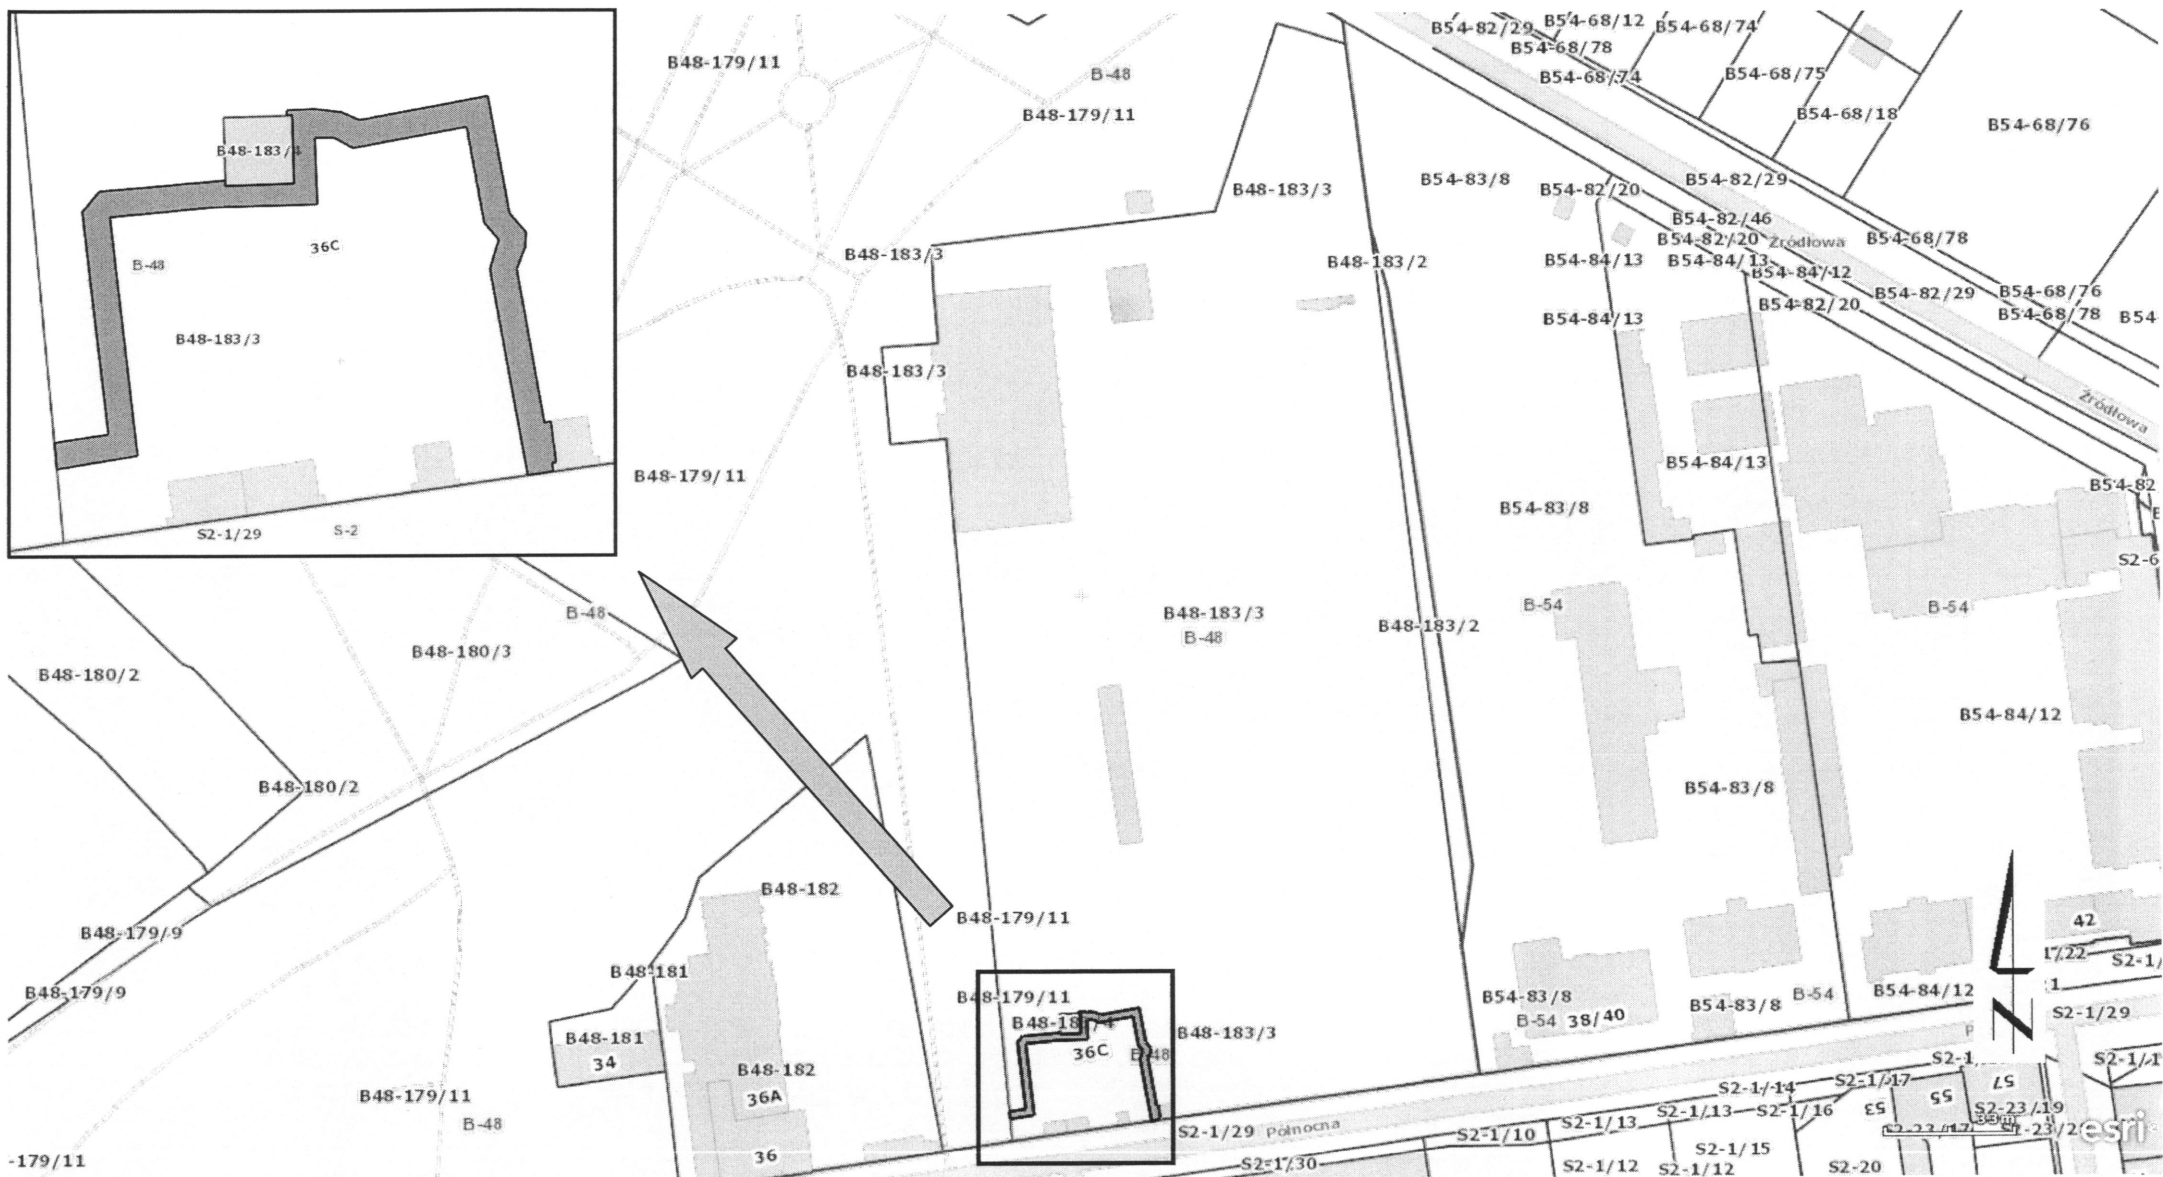 B48-183/4
36C
B-48
B48-183/3
S2-1/29
S-2
B48-179/11
B-48
B48-179/11
B54-82/29
B54-68/12
B54-68/74
B54-68/78
B54-68/74
B54-68/75
B54-68/18
B54-68/76
B48-183/3
B54-83/8
B54-82/20
B54-82/29
B54-82/46
B54-82/20
Źródłowa
B54-68/78
B48-183/3
B48-183/2
B54-84/13
B54-84/13
B54-84/12
B54-82/29
B54-68/76
B54-82/20
B54-68/78
B54-
B54-84/13
B48-183/3
Źródłowa
B48-179/11
B54-84/13
B54-82
B54-83/8
S2-6
B-48
B48-180/3
B48-180/2
B48-183/3
B-48
B48-183/2
B-54
B-54
B54-84/12
B48-180/2
B54-83/8
B48-182
B48-179/11
B48-179/9
42
S2-1/
B48-181
B48-179/9
B48-179/11
B54-83/8
B54-83/8
B-54
B54-84/12
S2-1/29
B-54
38/40
B48-183/3
36C
B48-181
34
B48-182
36A
B48-179/11
B-48
S2-1/14
S2-1/17
S2-1/13
S2-1/16
S2-1/13
53
55
57
S2-23/19
S2-1/29
Północna
S2-1/10
S2-1/15
-179/11
36
S2-1/30
S2-1/12
S2-1/12
S2-20
esri